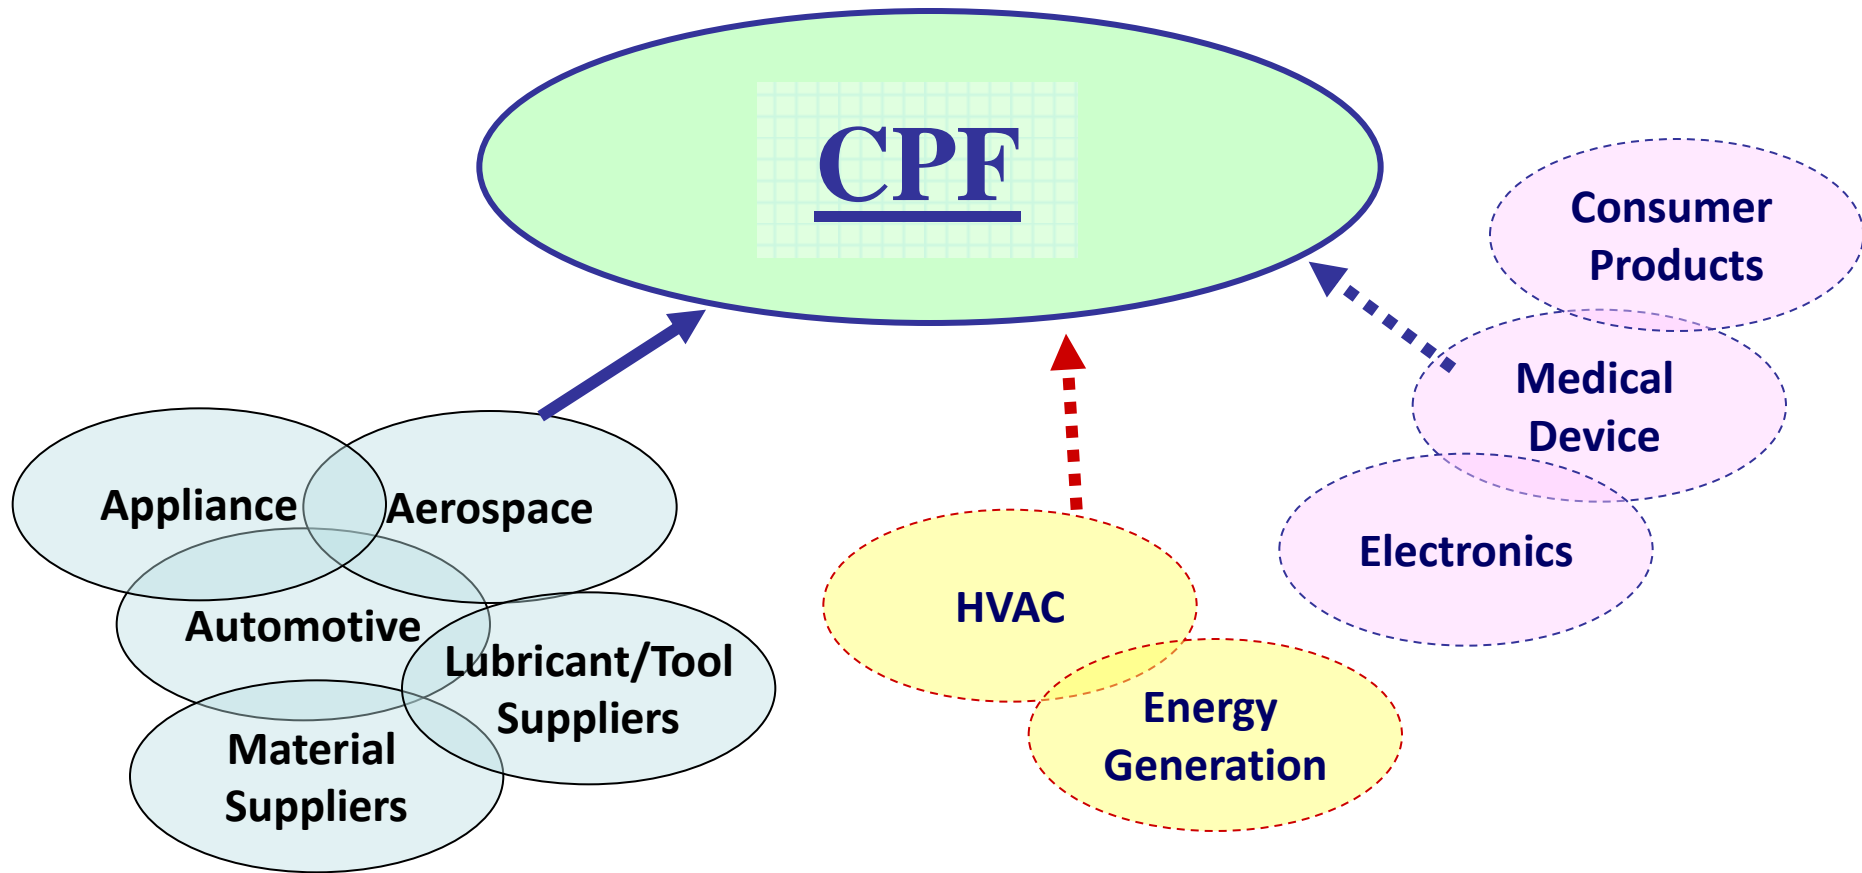 CPF
Consumer
Products
Medical
Device
Electronics
Appliance
Aerospace
Automotive
Lubricant/Tool
Suppliers
Material
Suppliers
HVAC
Energy
Generation